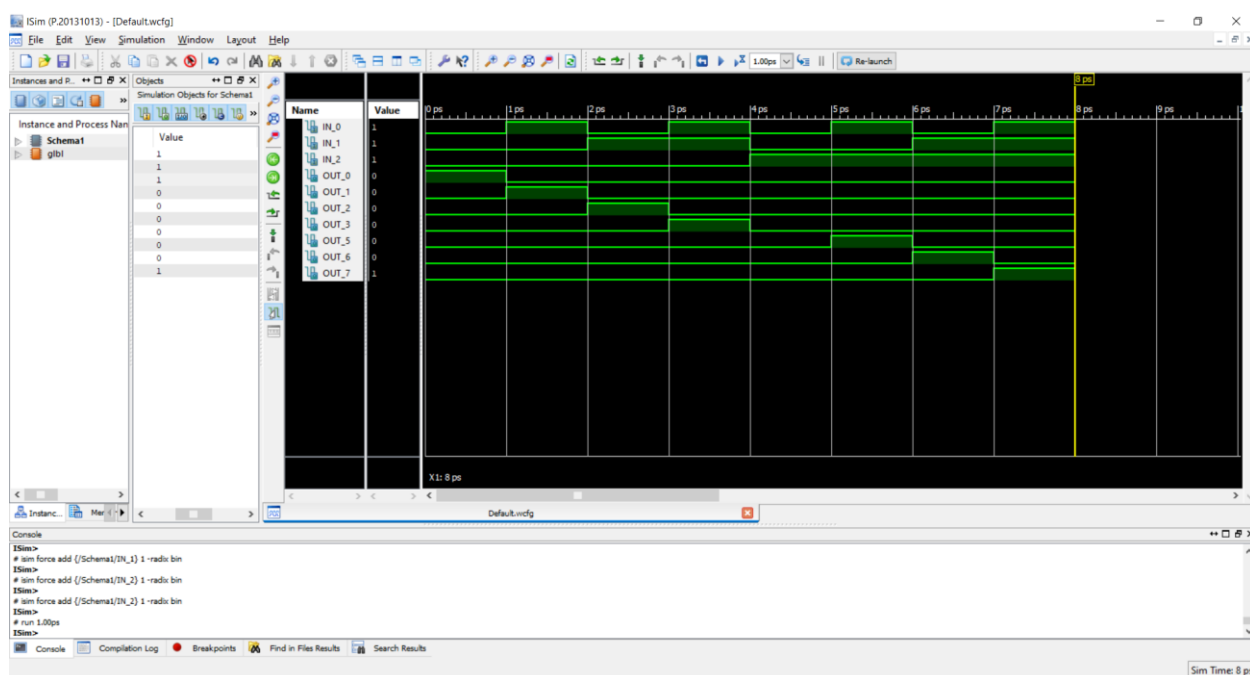 ISim (P.20131013) - [Default.wcfg]
File Edit View Simulation Window Layout Help
1.00ps Re-launch
Instances and P...
Objects
Simulation Objects for Schema1
Instance and Process Nan
Schema1
glbl
Value
1
1
1
0
0
0
0
0
0
1
Name Value
IN_0 1
IN_1 1
IN_2 1
OUT_0 0
OUT_1 0
OUT_2 0
OUT_3 0
OUT_5 0
OUT_6 0
OUT_7 1
8 ps
0 ps 1 ps 2 ps 3 ps 4 ps 5 ps 6 ps 7 ps 8 ps 9 ps
X1: 8 ps
Instanc... Mer
Default.wcfg
Console
ISim>
# isim force add {/Schema1/IN_1} 1 -radix bin
ISim>
# isim force add {/Schema1/IN_2} 1 -radix bin
ISim>
# isim force add {/Schema1/IN_2} 1 -radix bin
ISim>
# run 1.00ps
ISim>
Console Compilation Log Breakpoints Find in Files Results Search Results
Sim Time: 8 ps